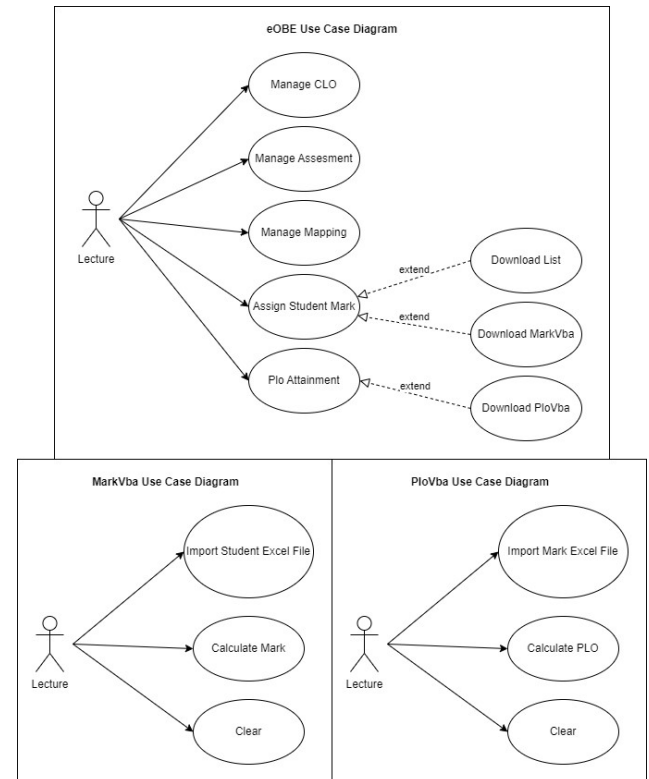 eOBE Use Case Diagram
Manage CLO
Manage Assesment
Manage Mapping
Lecture
Download List
extend
Assign Student Mark
extend
Download MarkVba
Plo Attainment
extend
Download PloVba
MarkVba Use Case Diagram
Import Student Excel File
Calculate Mark
Lecture
Clear
PloVba Use Case Diagram
Import Mark Excel File
Calculate PLO
Lecture
Clear